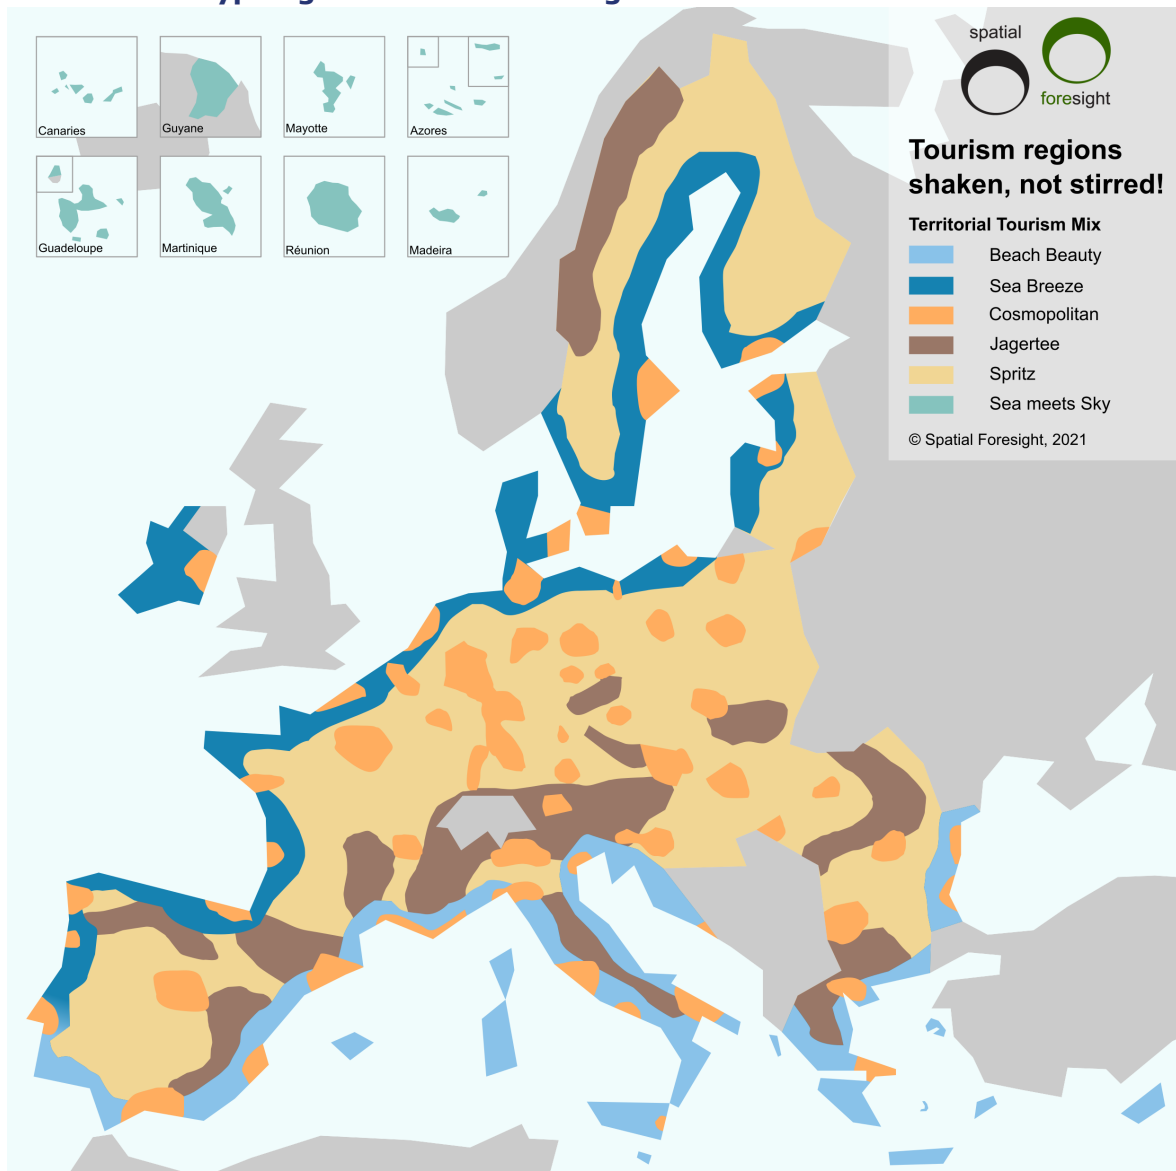 Canaries
Guyane
Mayotte
Azores
Guadeloupe
Martinique
Réunion
Madeira
spatial
foresight
Tourism regions
shaken, not stirred!
Territorial Tourism Mix
Beach Beauty
Sea Breeze
Cosmopolitan
Jagertee
Spritz
Sea meets Sky
© Spatial Foresight, 2021